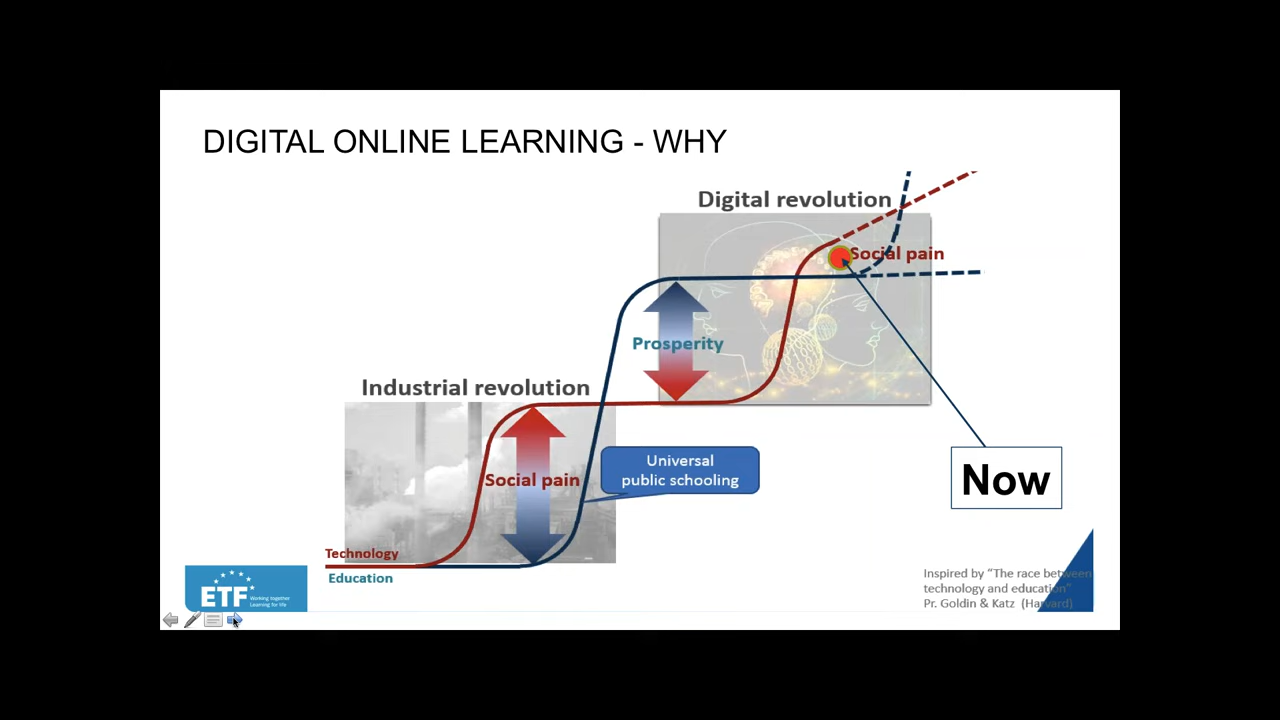 DIGITAL ONLINE LEARNING - WHY
Digital revolution
Social pain
Prosperity
Industrial revolution
Social pain
Universal
public schooling
Now
Technology
Education
ETF
Working together
Learning for life
Inspired by “The race between
technology and education”
Pr. Goldin & Katz (Harvard)